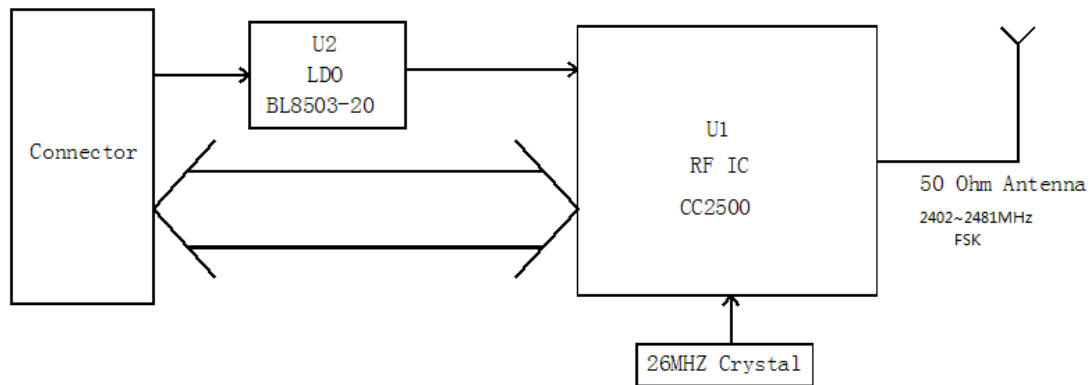 Connector
U2
LDO
BL8503-20
U1
RF IC
CC2500
50 Ohm Antenna
2402~2481MHz
FSK
26MHZ Crystal